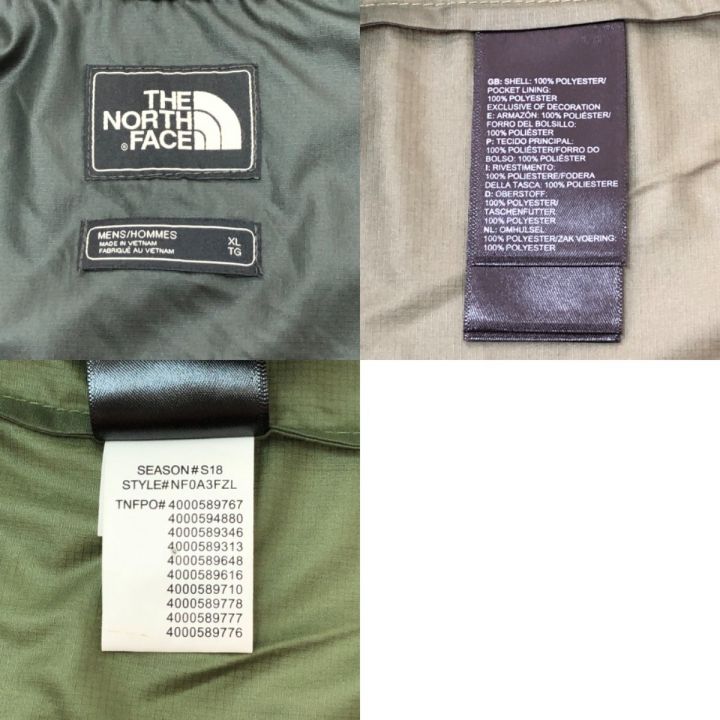 THE
NORTH
FACE
®
MENS/HOMMES
MADE IN VIETNAM
FABRIQUÉ AU VIETNAM
XL
TG
GB: SHELL: 100% POLYESTER/
POCKET LINING:
100% POLYESTER
EXCLUSIVE OF DECORATION
E: ARMAZÓN: 100% POLIÉSTER/
FORRO DEL BOLSILLO:
100% POLIÉSTER
P: TECIDO PRINCIPAL:
100% POLIÉSTER/FORRO DO
BOLSO: 100% POLIÉSTER
I: RIVESTIMENTO:
100% POLIESTERE/FODERA
DELLA TASCA: 100% POLIESTERE
D: OBERSTOFF:
100% POLYESTER/
TASCHENFUTTER:
100% POLYESTER
NL: OMHULSEL:
100% POLYESTER/ZAK VOERING:
100% POLYESTER
SEASON#S18
STYLE#NF0A3FZL
TNFPO# 4000589767
4000594880
4000589346
4000589313
4000589648
4000589616
4000589710
4000589778
4000589777
4000589776